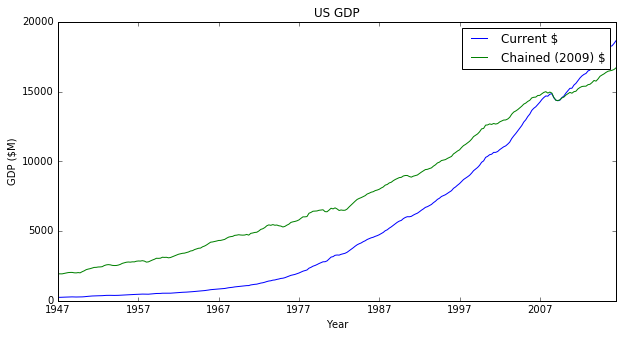 US GDP
20000
15000
10000
5000
0
GDP ($M)
Current $
Chained (2009) $
1947
1957
1967
1977
1987
1997
2007
Year